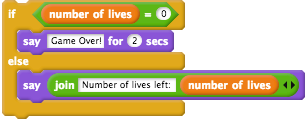 if number of lives = 0
say Game Over! for 2 secs
else
say join Number of lives left: number of lives